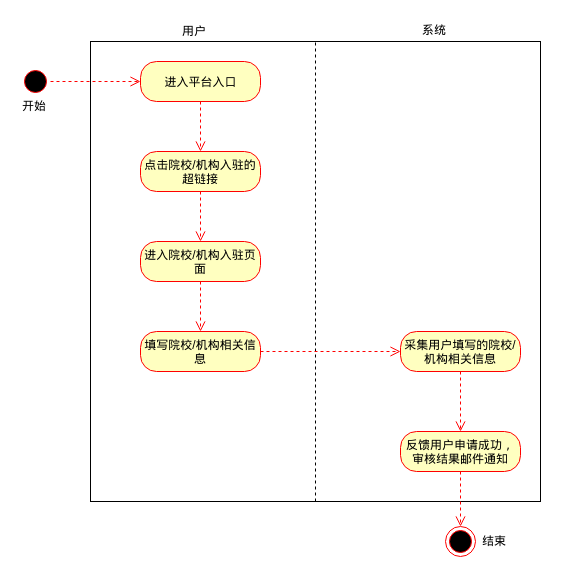 用户
系统
进入平台入口
开始
点击院校/机构入驻的
超链接
进入院校/机构入驻页
面
填写院校/机构相关信
息
采集用户填写的院校/
机构相关信息
反馈用户申请成功，
审核结果邮件通知
结束